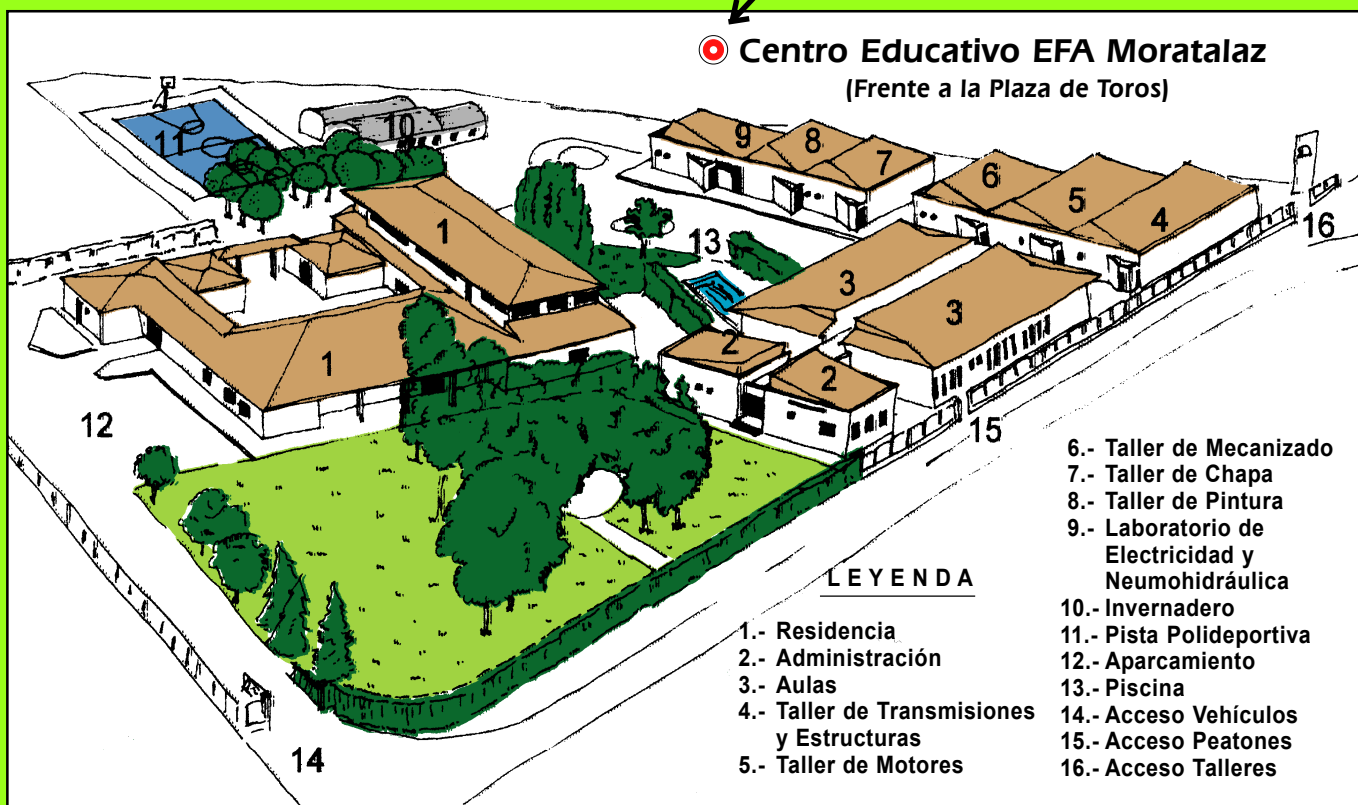 Centro Educativo EFA Moratalaz
(Frente a la Plaza de Toros)
11
10
9
8
7
6
5
4
16
1
13
3
3
1
2
2
12
15
14
LEYENDA
1.- Residencia
2.- Administración
3.- Aulas
4.- Taller de Transmisiones
y Estructuras
5.- Taller de Motores
6.- Taller de Mecanizado
7.- Taller de Chapa
8.- Taller de Pintura
9.- Laboratorio de
Electricidad y
Neumohidráulica
10.- Invernadero
11.- Pista Polideportiva
12.- Aparcamiento
13.- Piscina
14.- Acceso Vehículos
15.- Acceso Peatones
16.- Acceso Talleres